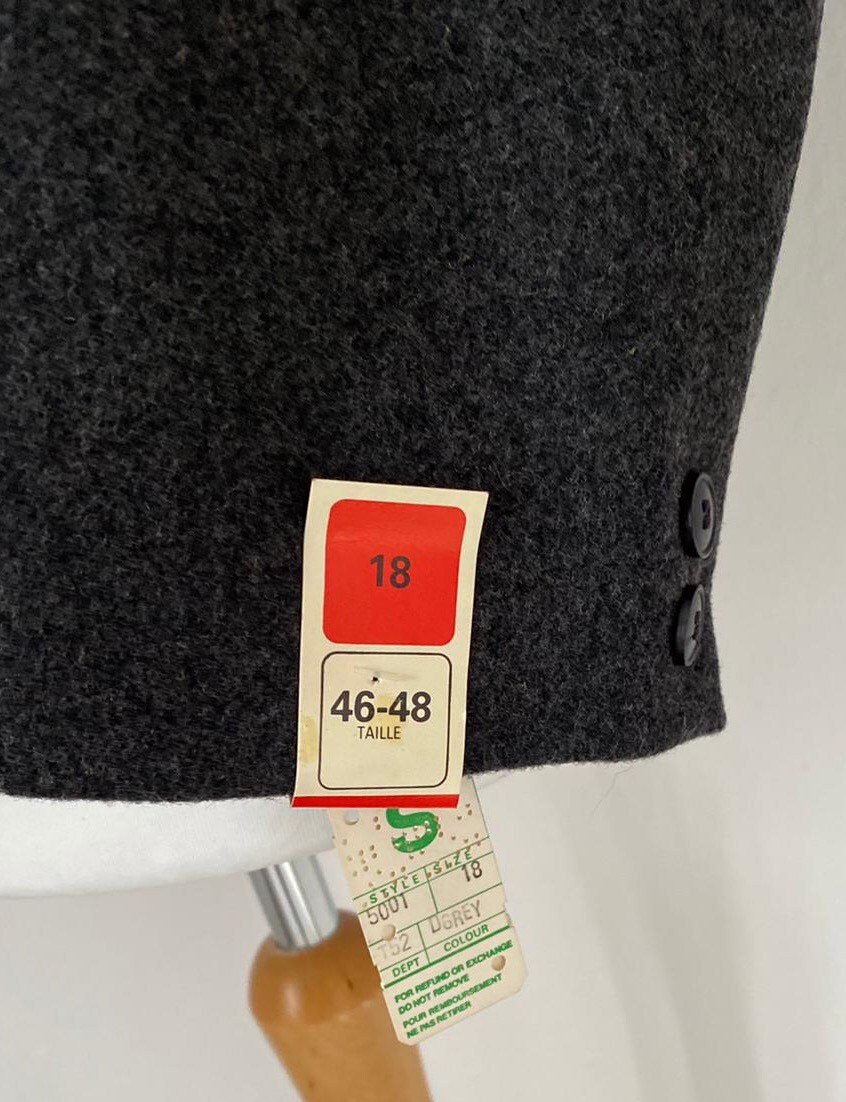 18
46-48
TAILLE
S
STYLE SIZE
5001 18
T52 DGREY
DEPT COLOUR
FOR REFUND OR EXCHANGE
DO NOT REMOVE
POUR REMBOURSEMENT
NE PAS RETIRER